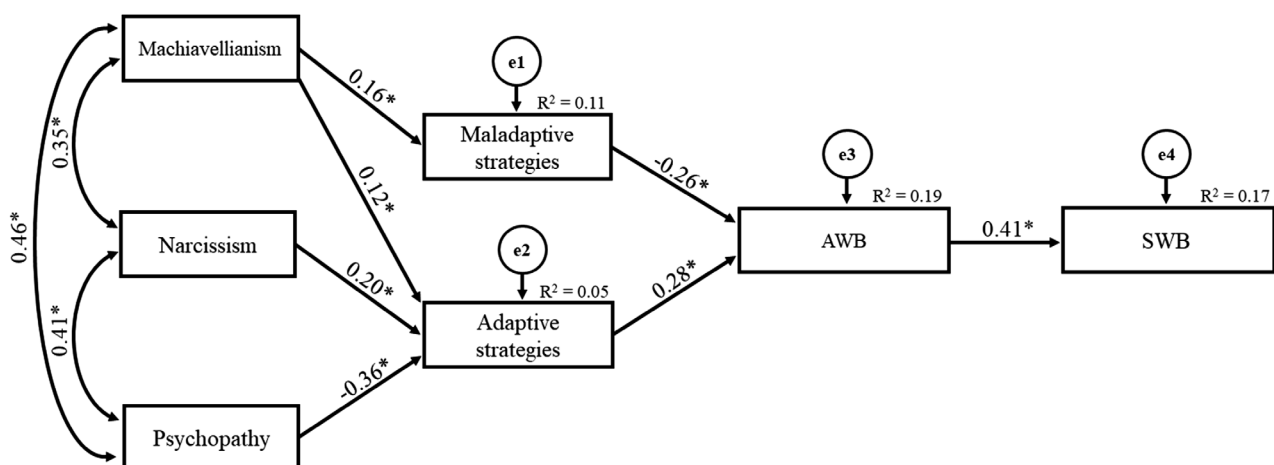 Machiavellianism
0.16*
e1
R² = 0.11
Maladaptive
strategies
0.35*
0.12*
-0.26*
e3
R² = 0.19
e4
R² = 0.17
0.46*
Narcissism
0.20*
e2
R² = 0.05
AWB
0.41*
SWB
0.28*
0.41*
Adaptive
strategies
-0.36*
Psychopathy